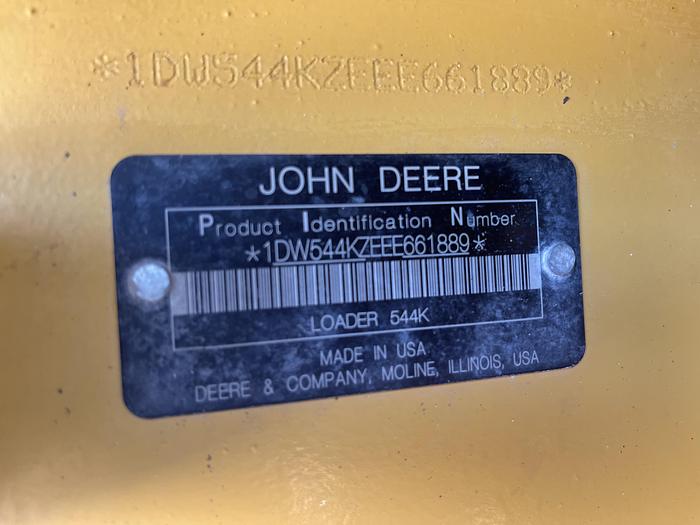 *1DW544KZEEE661889*
JOHN DEERE
Product Identification Number
*1DW544KZEEE661889*
LOADER 544K
MADE IN USA
DEERE & COMPANY, MOLINE, ILLINOIS, USA